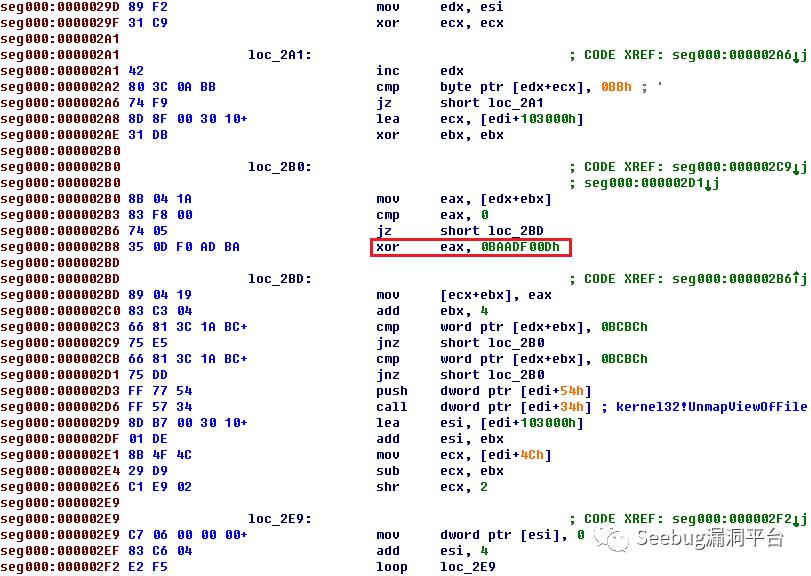 seg000:0000029D 89 F2 mov edx, esi
seg000:0000029F 31 C9 xor ecx, ecx
seg000:000002A1
seg000:000002A1 loc_2A1: ; CODE XREF: seg000:000002A6↓j
seg000:000002A1 42 inc edx
seg000:000002A2 80 3C 0A BB cmp byte ptr [edx+ecx], 0BBh ; '
seg000:000002A6 74 F9 jz short loc_2A1
seg000:000002A8 8D 8F 00 30 10+ lea ecx, [edi+103000h]
seg000:000002AE 31 DB xor ebx, ebx
seg000:000002B0
seg000:000002B0 loc_2B0: ; CODE XREF: seg000:000002C9↓j
seg000:000002B0 ; seg000:000002D1↓j
seg000:000002B0 8B 04 1A mov eax, [edx+ebx]
seg000:000002B3 83 F8 00 cmp eax, 0
seg000:000002B6 74 05 jz short loc_2BD
seg000:000002B8 35 0D F0 AD BA xor eax, 0BAADF00Dh
seg000:000002BD
seg000:000002BD loc_2BD: ; CODE XREF: seg000:000002B6↑j
seg000:000002BD 89 04 19 mov [ecx+ebx], eax
seg000:000002C0 83 C3 04 add ebx, 4
seg000:000002C3 66 81 3C 1A BC+ cmp word ptr [edx+ebx], 0BCBCh
seg000:000002C9 75 E5 jnz short loc_2B0
seg000:000002CB 66 81 3C 1A BC+ cmp word ptr [edx+ebx], 0BCBCh
seg000:000002D1 75 DD jnz short loc_2B0
seg000:000002D3 FF 77 54 push dword ptr [edi+54h]
seg000:000002D6 FF 57 34 call dword ptr [edi+34h] ; kernel32!UnmapViewOfFile
seg000:000002D9 8D B7 00 30 10+ lea esi, [edi+103000h]
seg000:000002DF 01 DE add esi, ebx
seg000:000002E1 8B 4F 4C mov ecx, [edi+4Ch]
seg000:000002E4 29 D9 sub ecx, ebx
seg000:000002E6 C1 E9 02 shr ecx, 2
seg000:000002E9
seg000:000002E9 loc_2E9: ; CODE XREF: seg000:000002F2↓j
seg000:000002E9 C7 06 00 00 00+ mov dword ptr [esi], 0
seg000:000002EF 83 C6 04 add esi, 4
seg000:000002F2 E2 F5 loop loc_2E9
Seebug漏洞平台